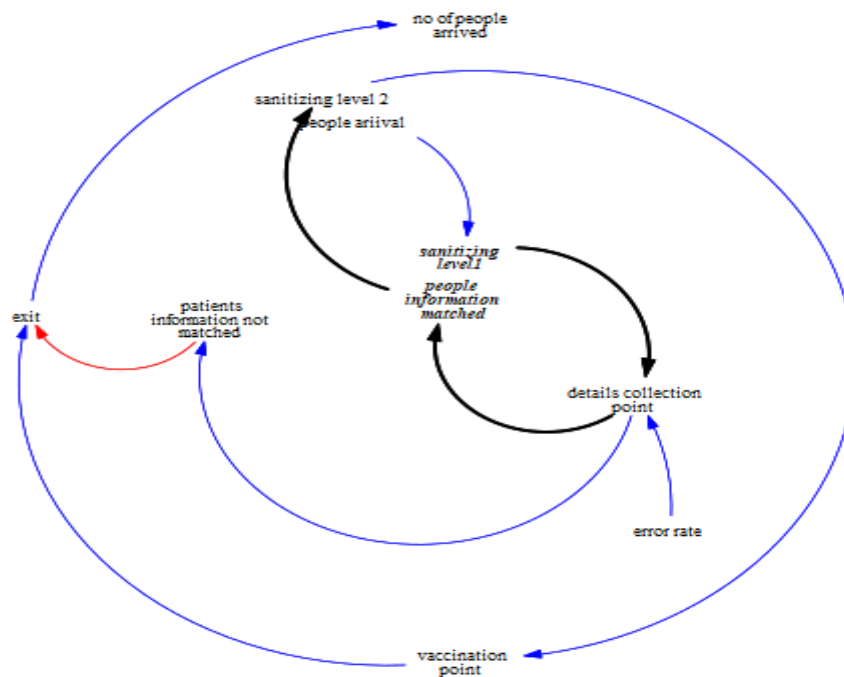 no of people
arrived
sanitizing level 2
people ariival
sanitizing
level1
people
information
matched
patients
information not
matched
exit
details collection
point
error rate
vaccination
point